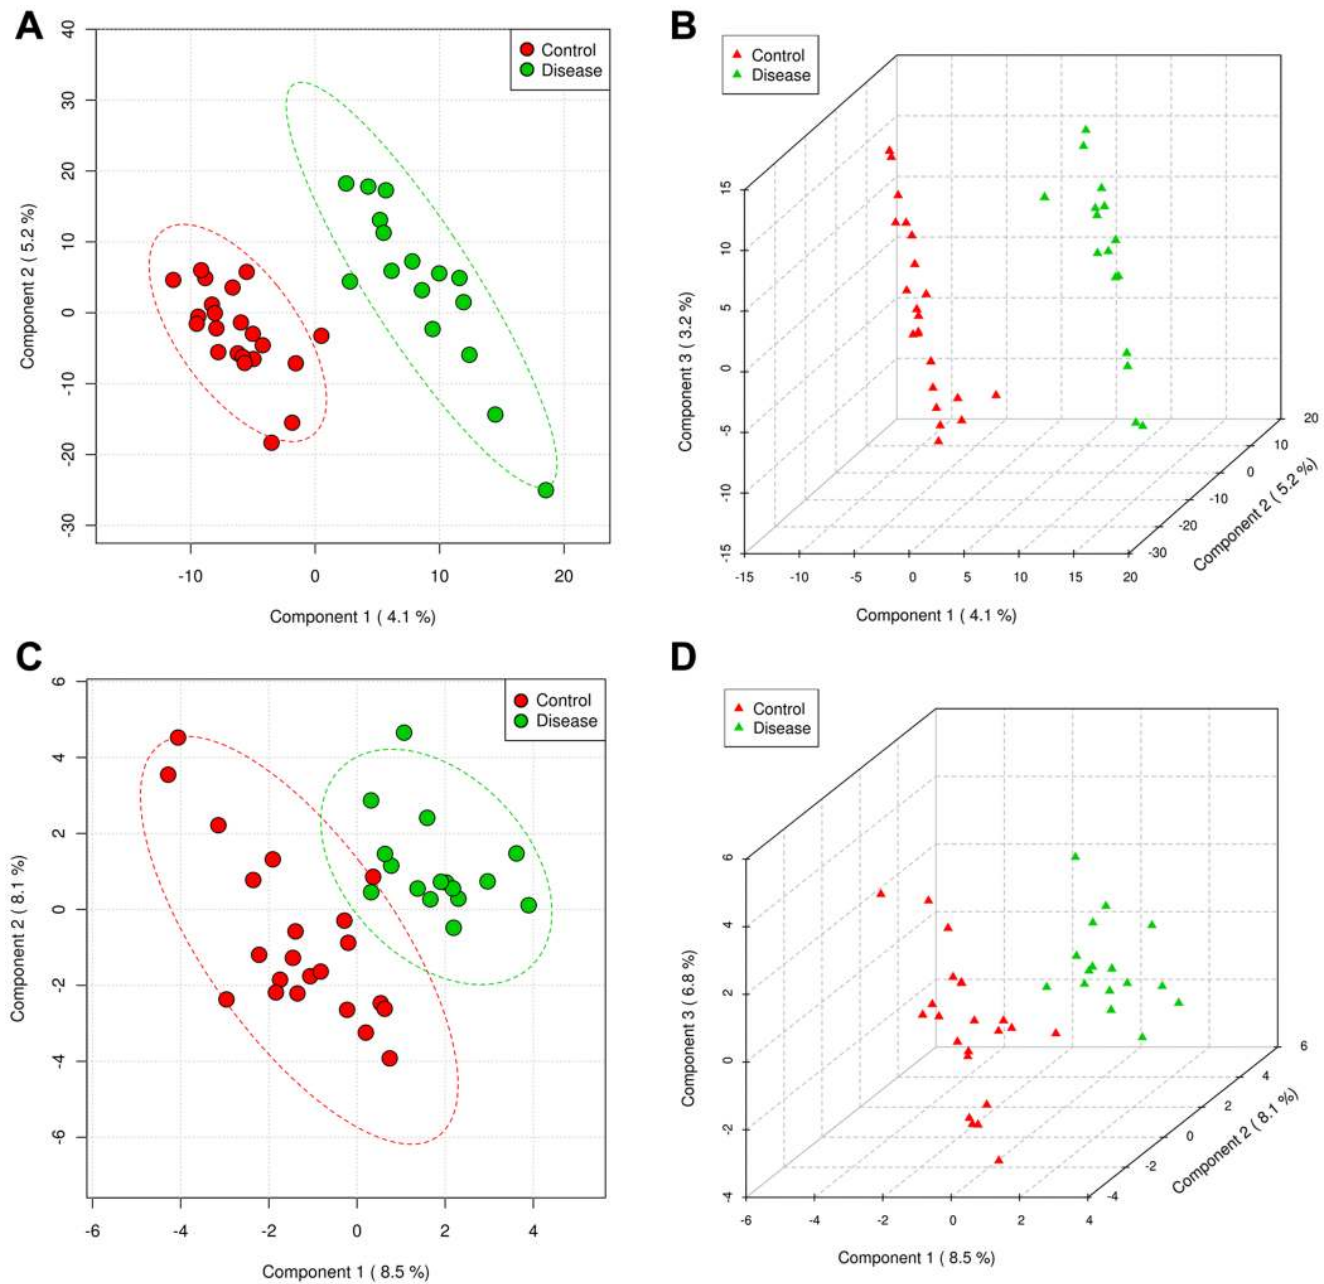 A
40
30
20
10
0
-10
-20
-30
Component 2 ( 5.2 %)
Control
Disease
-10 0 10 20
Component 1 ( 4.1 %)
B
Control
Disease
15
10
5
0
-5
-10
-15
Component 3 ( 3.2 %)
-15 -10 -5 0 5 10 15 20
Component 1 ( 4.1 %)
20
10
0
-10
-20
-30
Component 2 ( 5.2 %)
C
6
4
2
0
-2
-4
-6
Component 2 ( 8.1 %)
Control
Disease
-6 -4 -2 0 2 4
Component 1 ( 8.5 %)
D
Control
Disease
6
4
2
0
-2
-4
Component 3 ( 6.8 %)
-6 -4 -2 0 2 4
Component 1 ( 8.5 %)
6
4
2
0
-2
-4
Component 2 ( 8.1 %)